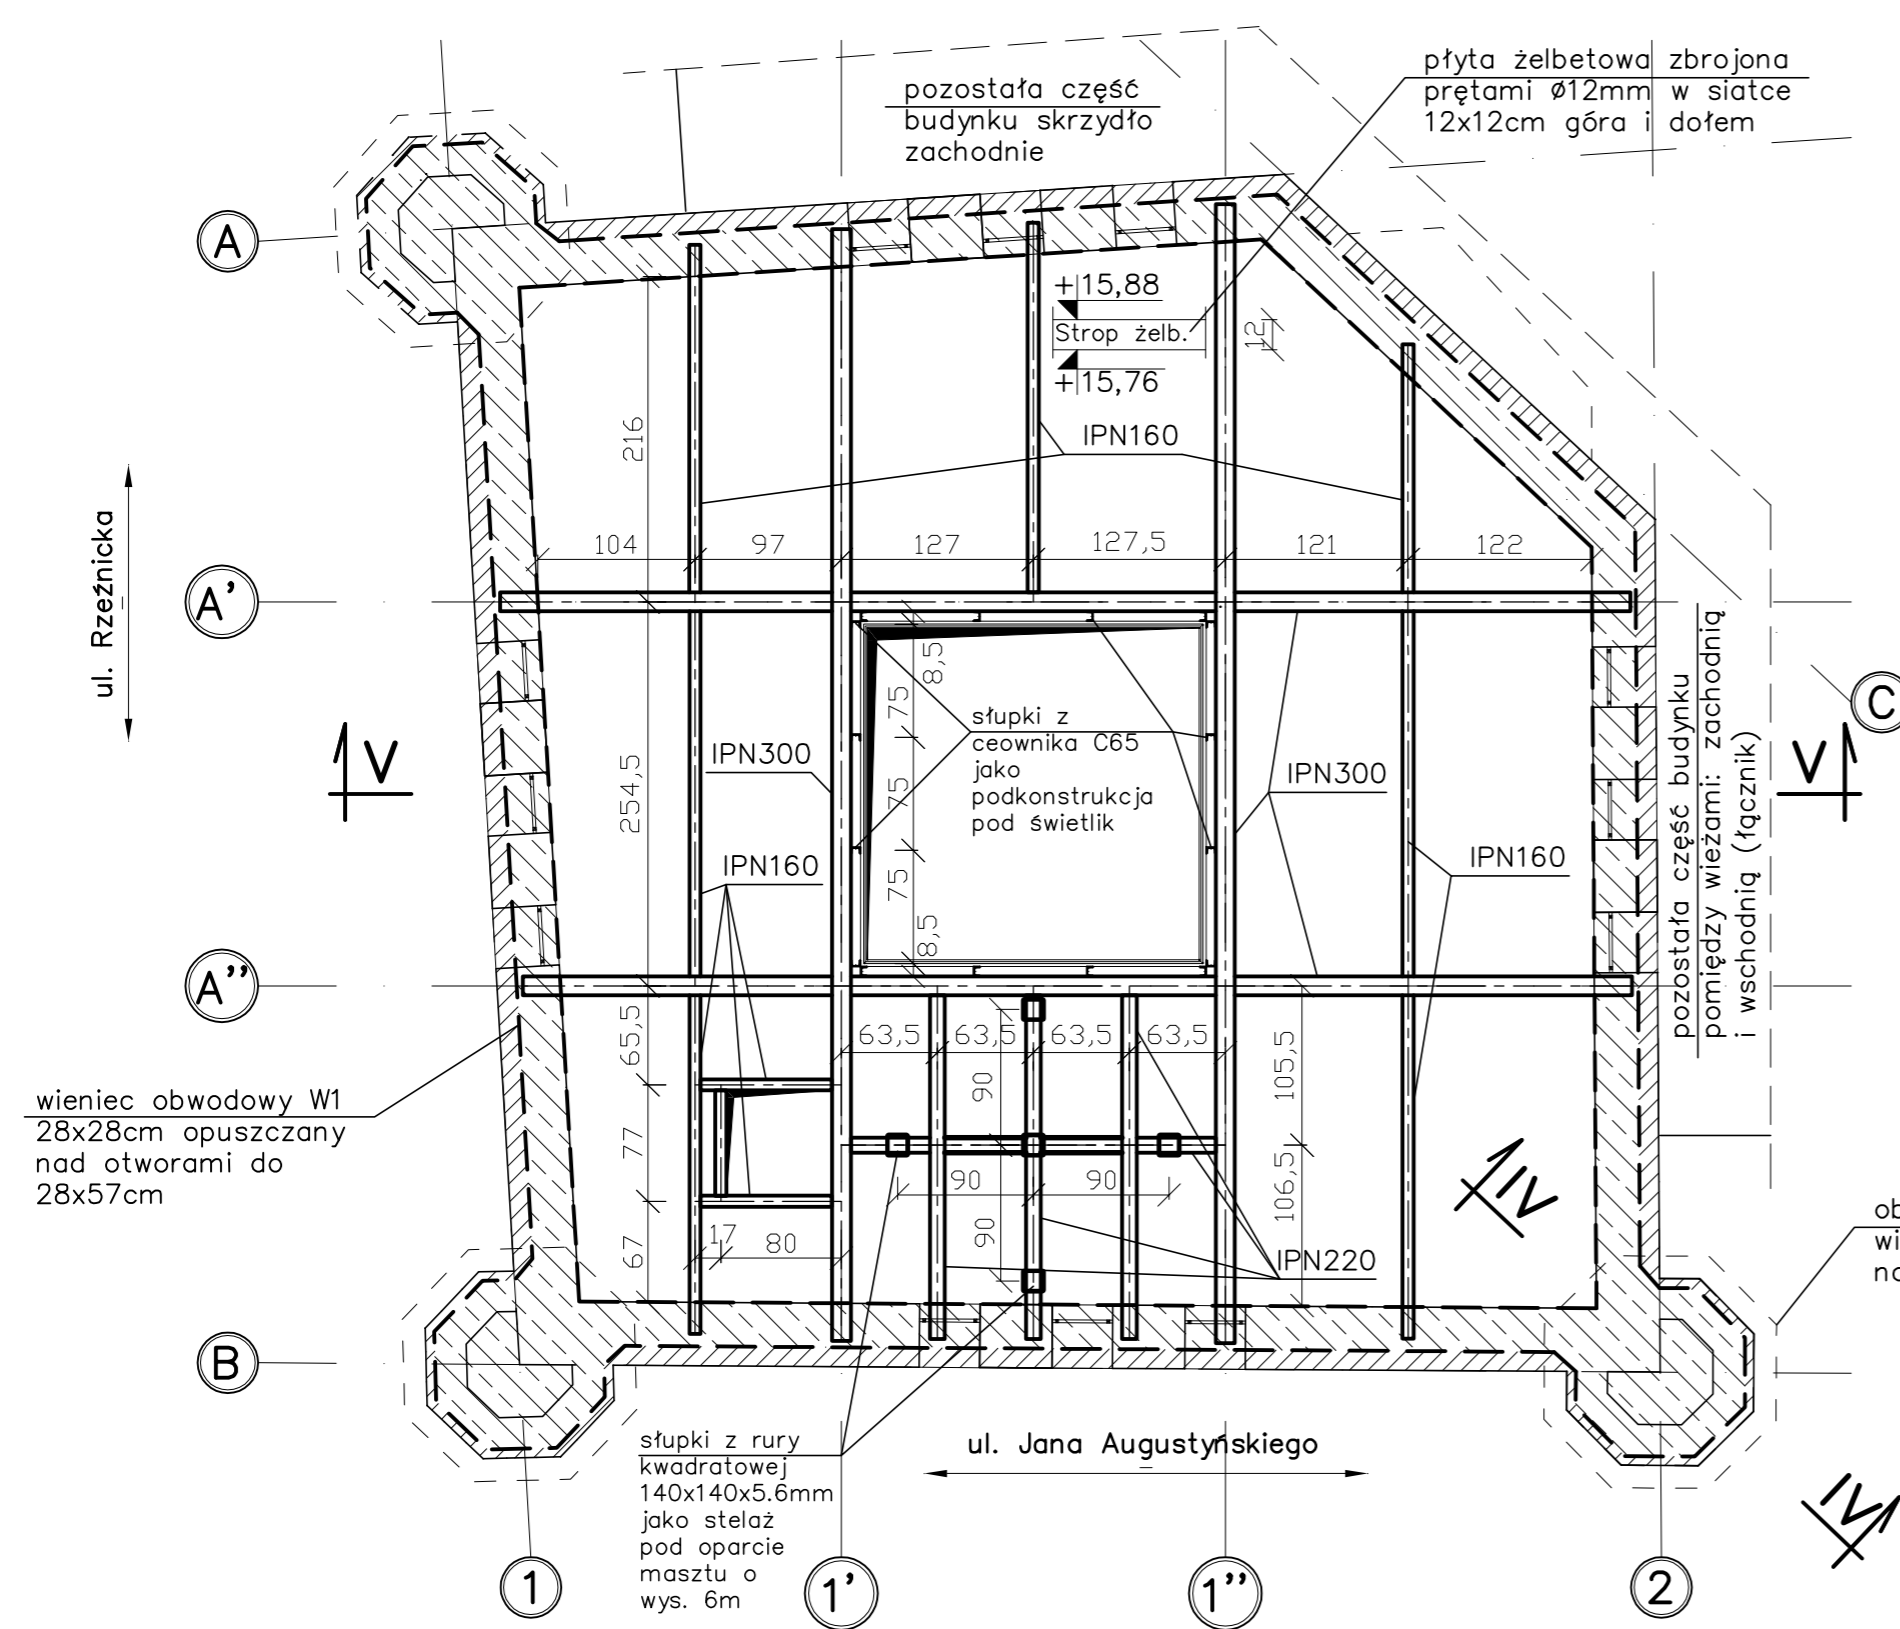 pozostała część
budynku skrzydło
zachodnie
płyta żelbetowa zbrojona
prętami Ø12mm w siatce
12x12cm góra i dołem
A
+15,88
Strop żelb.
+15,76
12
216
IPN160
104
97
127
127,5
121
122
ul. Rzeźnicka
A'
8,5
75
75
75
8,5
słupki z
ceownika C65
jako
podkonstrukcja
pod świetlik
V
IPN300
IPN300
V
C
254,5
IPN160
IPN160
pozostała część budynku
pomiędzy wieżami: zachodnią
i wschodnią (łącznik)
A''
63,5
63,5
63,5
63,5
65,5
90
105,5
wieniec obwodowy W1
28x28cm opuszczany
nad otworami do
28x57cm
77
90
90
106,5
IV
17
80
67
90
IPN220
ob
wi
na
B
słupki z rury
kwadratowej
140x140x5.6mm
jako stelaż
pod oparcie
masztu o
wys. 6m
ul. Jana Augustyńskiego
IV
1
1'
1''
2